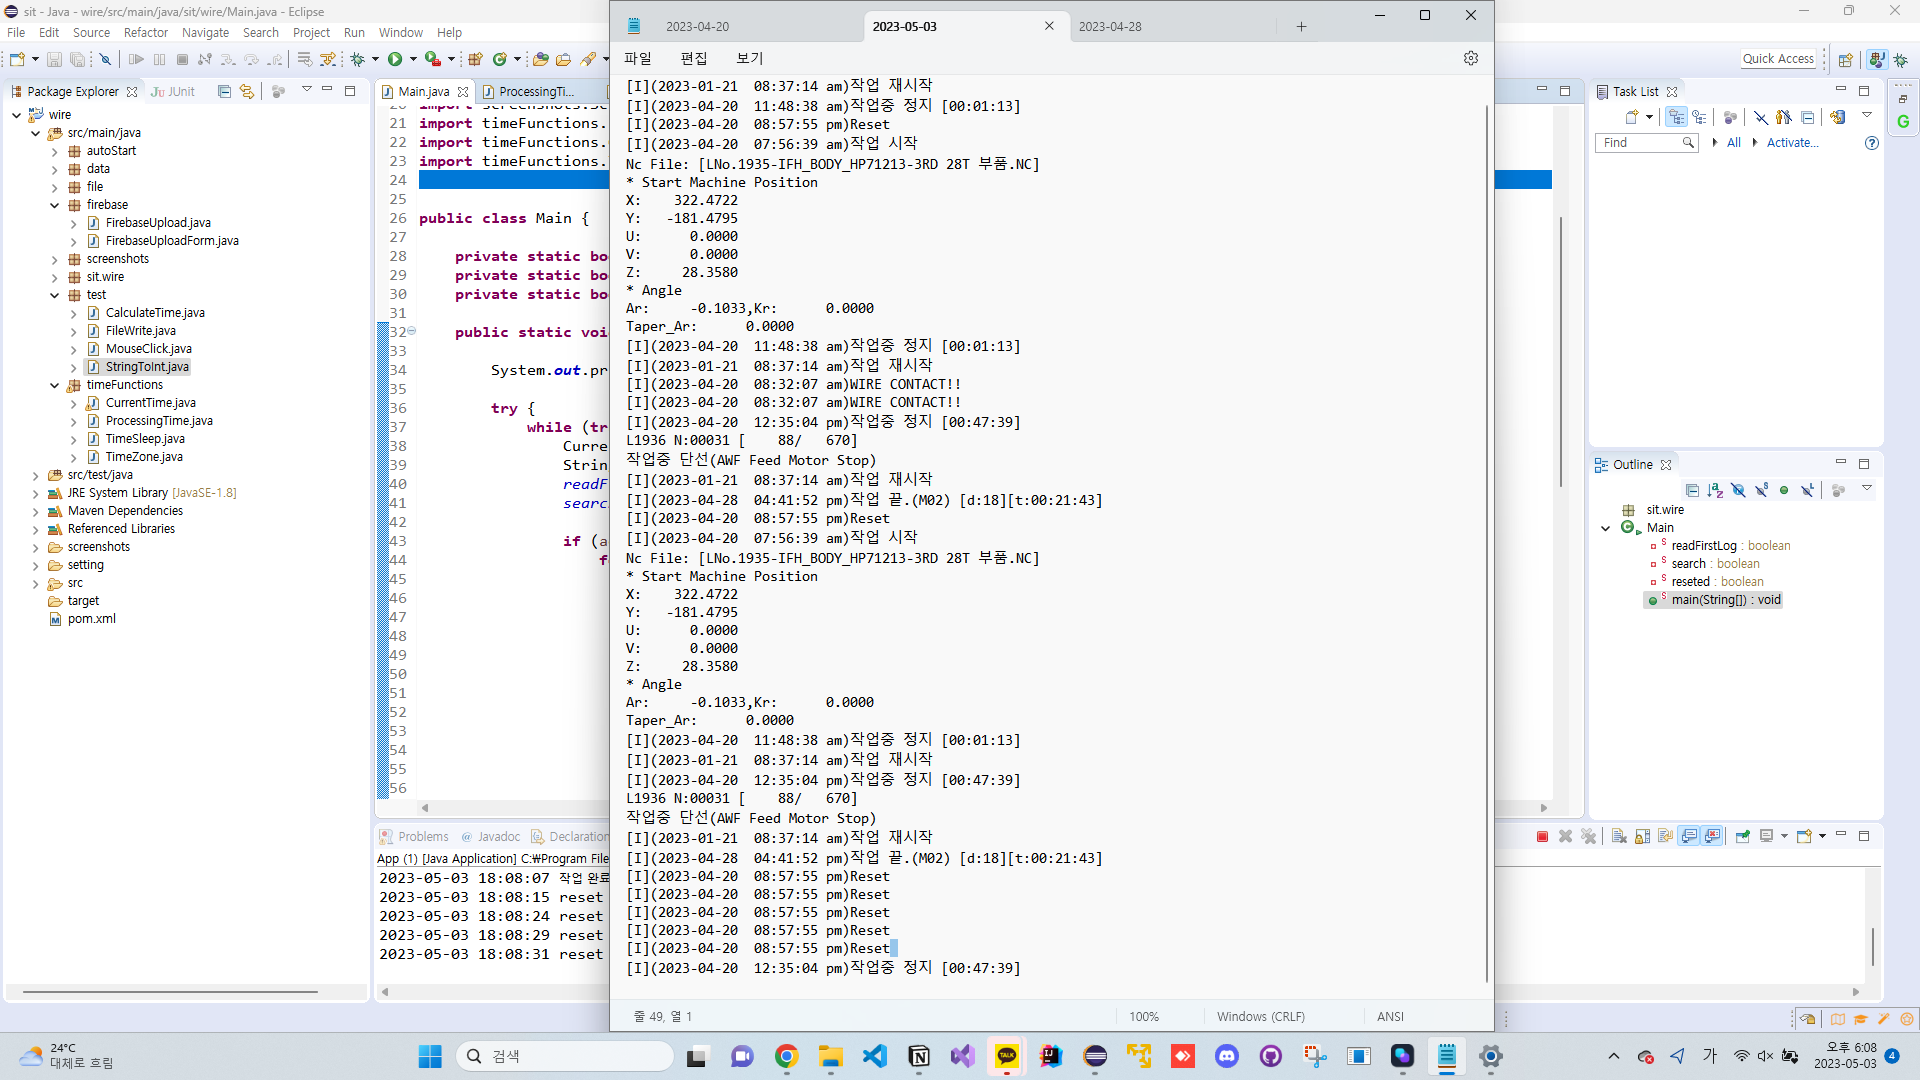 sit - Java - wire/src/main/java/sit/wire/Main.java - Eclipse
File Edit Source Refactor Navigate Search Project Run Window Help
Quick Access
Package Explorer
JUnit
wire
src/main/java
autoStart
data
file
firebase
FirebaseUpload.java
FirebaseUploadForm.java
screenshots
sit.wire
test
CalculateTime.java
FileWrite.java
MouseClick.java
StringToInt.java
timeFunctions
CurrentTime.java
ProcessingTime.java
TimeSleep.java
TimeZone.java
src/test/java
JRE System Library [JavaSE-1.8]
Maven Dependencies
Referenced Libraries
screenshots
setting
src
target
pom.xml
Main.java
ProcessingTi...
21 import timeFunctions.
22 import timeFunctions.
23 import timeFunctions.
24
25
26 public class Main {
27
28 private static boo
29 private static boo
30 private static boo
31
32 public static void
33
34 System.out.pr
35
36 try {
37 while (tr
38 Curre
39 Strin
40 readF
41 searc
42
43 if (a
44 fo
45
46
47
48
49
50
51
52
53
54
55
56
Problems
Javadoc
Declaration
App (1) [Java Application] C:₩Program File
2023-05-03 18:08:07 작업 완료
2023-05-03 18:08:15 reset
2023-05-03 18:08:24 reset
2023-05-03 18:08:29 reset
2023-05-03 18:08:31 reset
2023-04-20
2023-05-03
2023-04-28
파일 편집 보기
[I](2023-01-21 08:37:14 am)작업 재시작
[I](2023-04-20 11:48:38 am)작업중 정지 [00:01:13]
[I](2023-04-20 08:57:55 pm)Reset
[I](2023-04-20 07:56:39 am)작업 시작
Nc File: [LNo.1935-IFH_BODY_HP71213-3RD 28T 부품.NC]
* Start Machine Position
X: 322.4722
Y: -181.4795
U: 0.0000
V: 0.0000
Z: 28.3580
* Angle
Ar: -0.1033,Kr: 0.0000
Taper_Ar: 0.0000
[I](2023-04-20 11:48:38 am)작업중 정지 [00:01:13]
[I](2023-01-21 08:37:14 am)작업 재시작
[I](2023-04-20 08:32:07 am)WIRE CONTACT!!
[I](2023-04-20 08:32:07 am)WIRE CONTACT!!
[I](2023-04-20 12:35:04 pm)작업중 정지 [00:47:39]
L1936 N:00031 [ 88/ 670]
작업중 단선(AWF Feed Motor Stop)
[I](2023-01-21 08:37:14 am)작업 재시작
[I](2023-04-28 04:41:52 pm)작업 끝.(M02) [d:18][t:00:21:43]
[I](2023-04-20 08:57:55 pm)Reset
[I](2023-04-20 07:56:39 am)작업 시작
Nc File: [LNo.1935-IFH_BODY_HP71213-3RD 28T 부품.NC]
* Start Machine Position
X: 322.4722
Y: -181.4795
U: 0.0000
V: 0.0000
Z: 28.3580
* Angle
Ar: -0.1033,Kr: 0.0000
Taper_Ar: 0.0000
[I](2023-04-20 11:48:38 am)작업중 정지 [00:01:13]
[I](2023-01-21 08:37:14 am)작업 재시작
[I](2023-04-20 12:35:04 pm)작업중 정지 [00:47:39]
L1936 N:00031 [ 88/ 670]
작업중 단선(AWF Feed Motor Stop)
[I](2023-01-21 08:37:14 am)작업 재시작
[I](2023-04-28 04:41:52 pm)작업 끝.(M02) [d:18][t:00:21:43]
[I](2023-04-20 08:57:55 pm)Reset
[I](2023-04-20 08:57:55 pm)Reset
[I](2023-04-20 08:57:55 pm)Reset
[I](2023-04-20 08:57:55 pm)Reset
[I](2023-04-20 08:57:55 pm)Reset
[I](2023-04-20 12:35:04 pm)작업중 정지 [00:47:39]
줄 49, 열 1
100%
Windows (CRLF)
ANSI
Task List
Find
All
Activate...
Outline
sit.wire
Main
readFirstLog : boolean
search : boolean
reseted : boolean
main(String[]) : void
24°C
대체로 흐림
검색
TALK
가
오후 6:08
2023-05-03
4